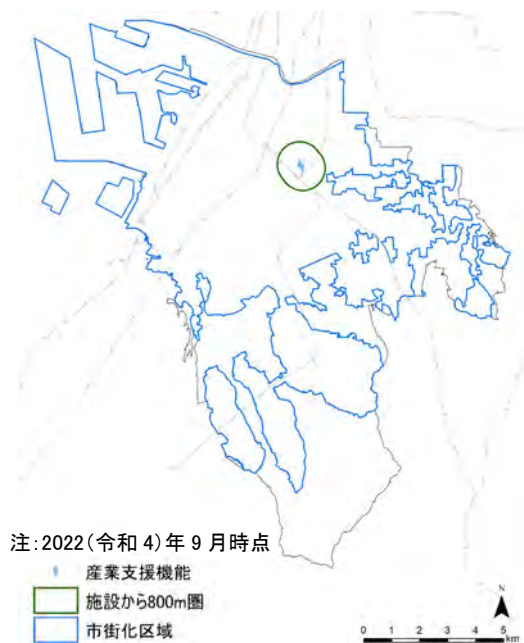 注:2022(令和 4)年 9 月時点
産業支援機能
施設から800m圏
市街化区域
N
0 1 2 3 4 5
km